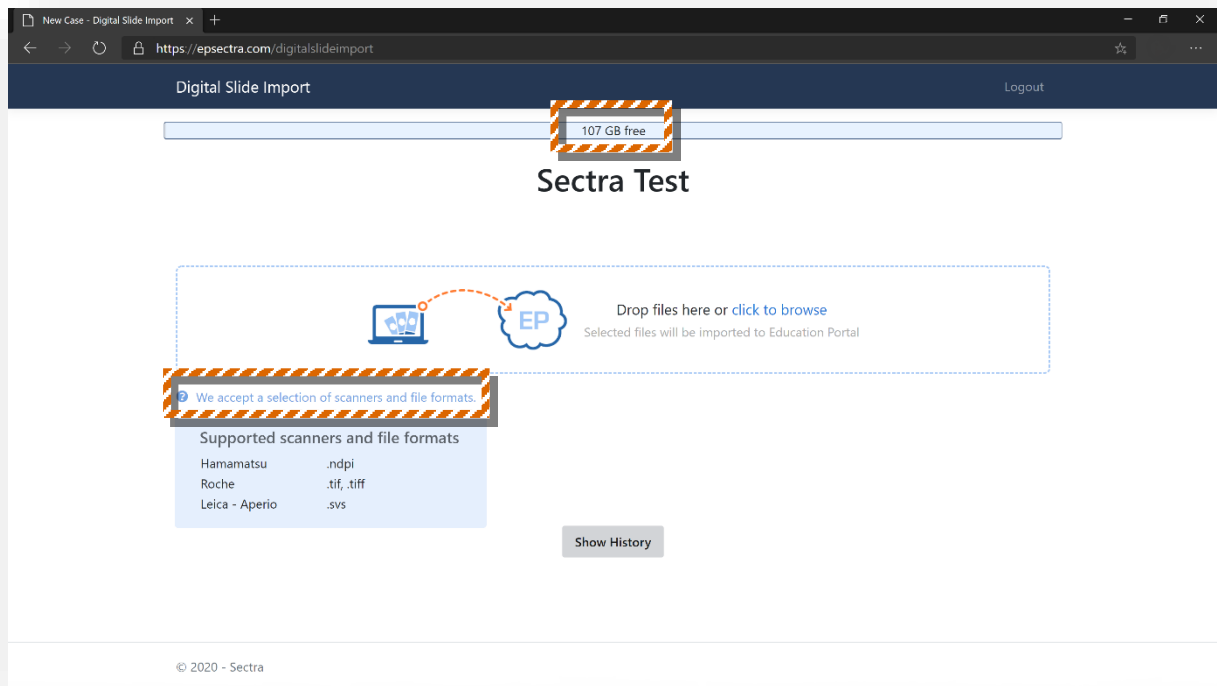 New Case - Digital Slide Import
https://epsectra.com/digitalslideimport
Digital Slide Import
Logout
107 GB free
Sectra Test
EP
Drop files here or click to browse
Selected files will be imported to Education Portal
? We accept a selection of scanners and file formats.
Supported scanners and file formats
Hamamatsu .ndpi
Roche .tif, .tiff
Leica - Aperio .svs
Show History
© 2020 - Sectra